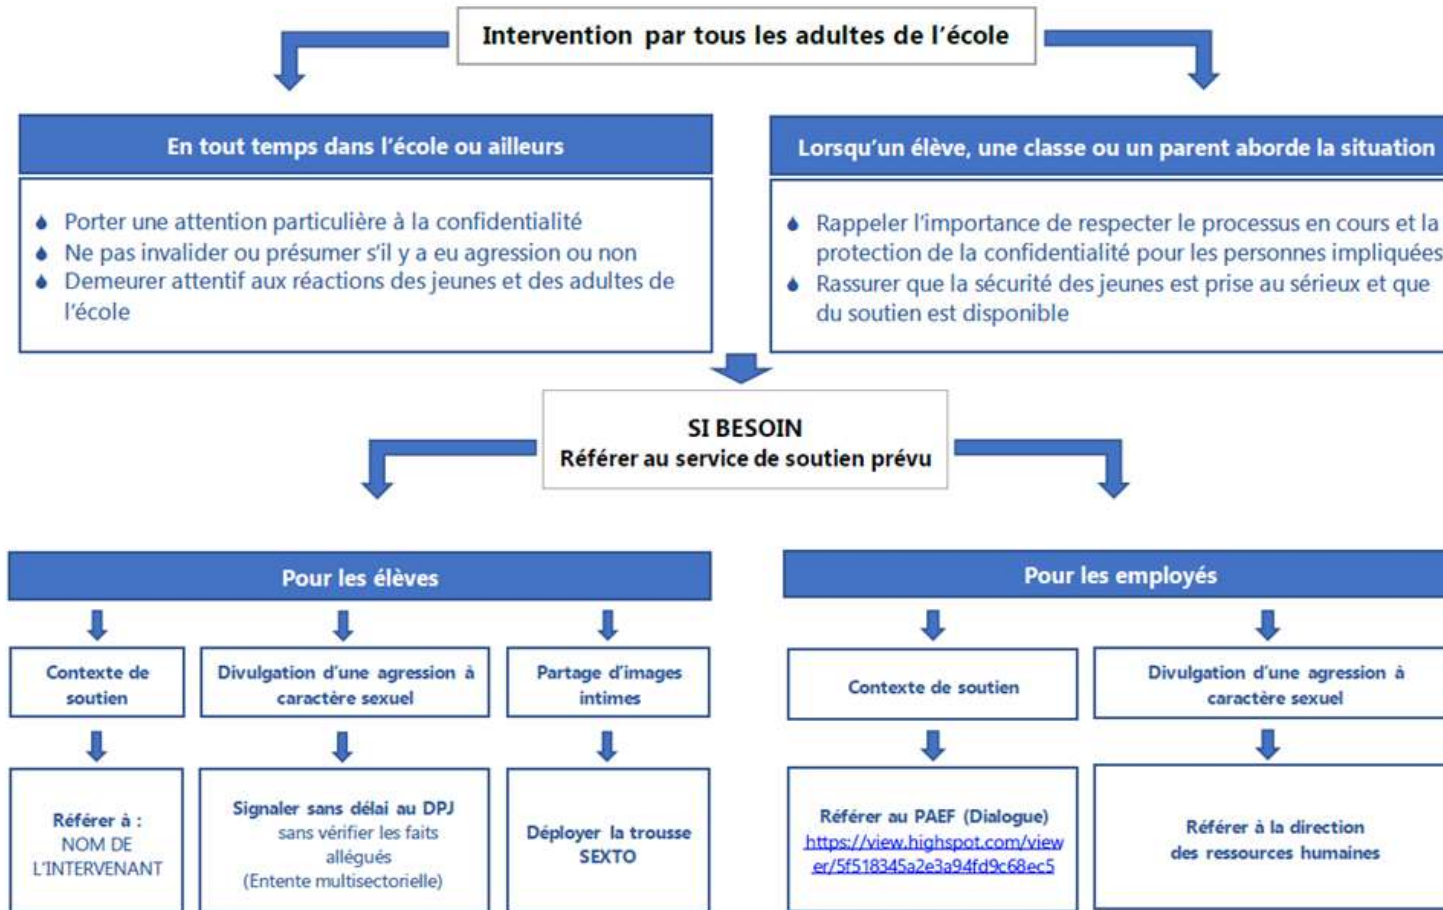 Intervention par tous les adultes de l'école
En tout temps dans l'école ou ailleurs
Porter une attention particulière à la confidentialité
Ne pas invalider ou présumer s'il y a eu agression ou non
Demeurer attentif aux réactions des jeunes et des adultes de
l'école
Lorsqu'un élève, une classe ou un parent aborde la situation
Rappeler l'importance de respecter le processus en cours et la
protection de la confidentialité pour les personnes impliquées
Rassurer que la sécurité des jeunes est prise au sérieux et que
du soutien est disponible
SI BESOIN
Référer au service de soutien prévu
Pour les élèves
Contexte de
soutien
Divulgation d'une agression à
caractère sexuel
Partage d'images
intimes
Référer à :
NOM DE
L'INTERVENANT
Signaler sans délai au DPJ
sans vérifier les faits
allégués
(Entente multisectorielle)
Déployer la trousse
SEXTO
Pour les employés
Contexte de soutien
Divulgation d'une agression à
caractère sexuel
Référer au PAEF (Dialogue)
https://view.highspot.com/view
er/5f518345a2e3a94fd9c68ec5
Référer à la direction
des ressources humaines